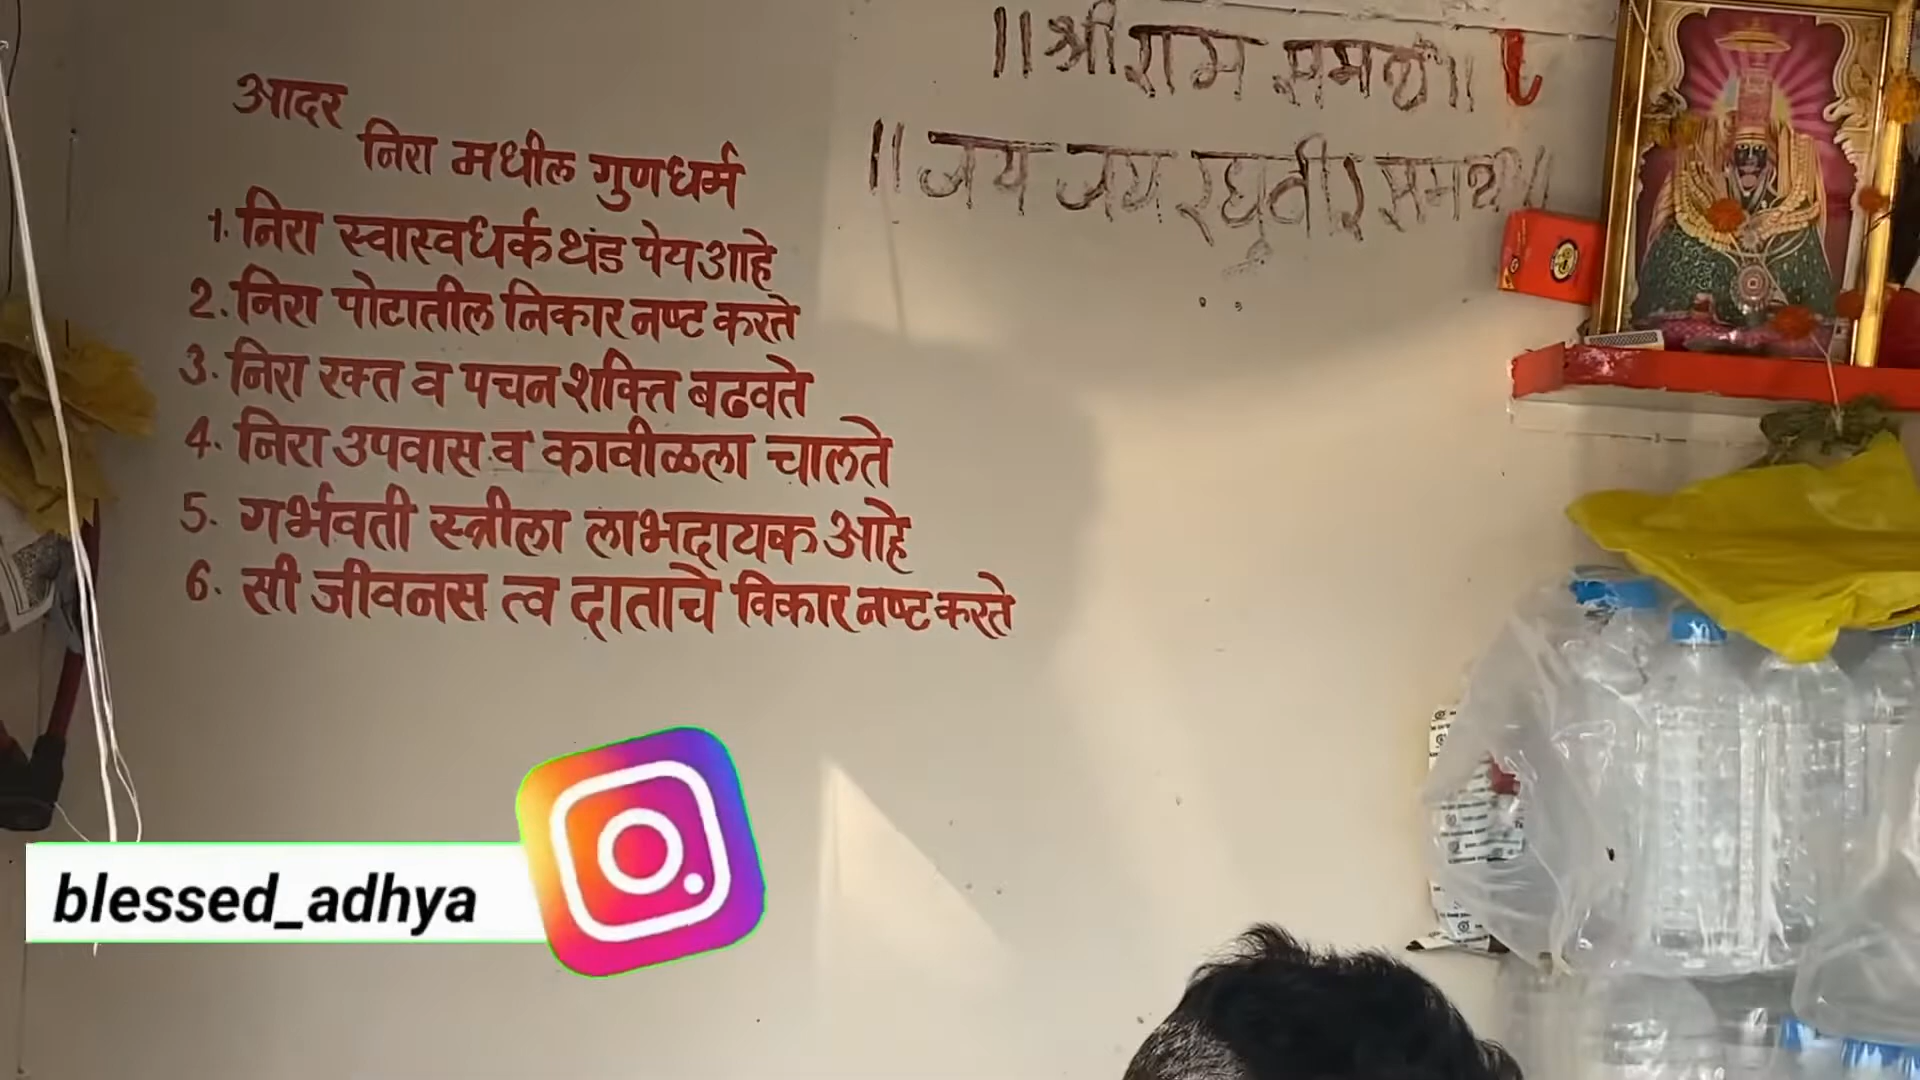 आदर
निरा मधील गुणधर्म
1. निरा स्वास्वधर्क थंड पेय आहे
2. निरा पोटातील निकार नष्ट करते
3. निरा रक्त व पचन शक्ति बढवते
4. निरा उपवास व कावीळला चालते
5. गर्भवती स्त्रीला लाभदायक आहे
6. सी जीवनस त्व दाताचे विकार नष्ट करते
॥ श्री राम समर्थ ॥
॥ जय जय रघुवीर समर्थ ॥
blessed_adhya